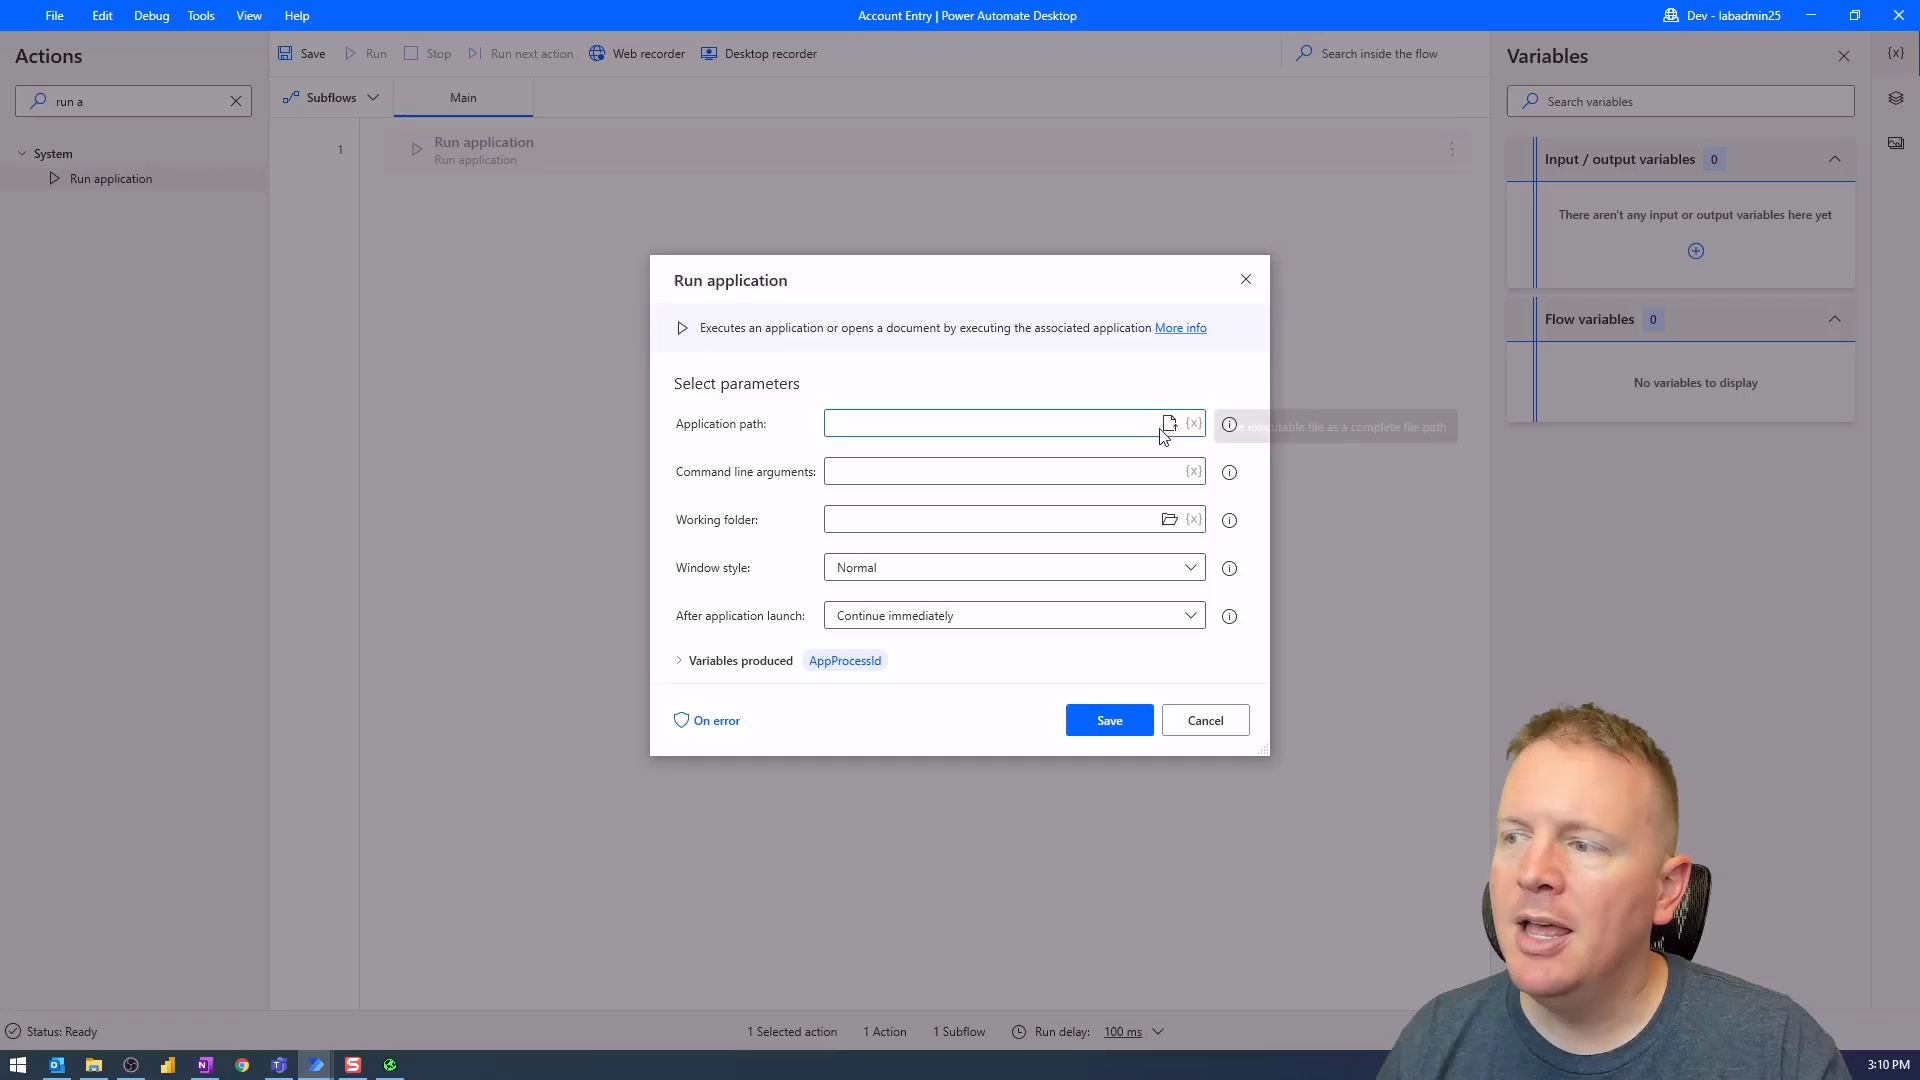 File Edit Debug Tools View Help
Account Entry | Power Automate Desktop
Dev - labadmin25
Actions
run a
System
Run application
Save Run Stop Run next action Web recorder Desktop recorder
Search inside the flow
Subflows Main
1
Run application
Run application
Run application
Executes an application or opens a document by executing the associated application More info
Select parameters
Application path: {x}
executable file as a complete file path
Command line arguments: {x}
Working folder: {x}
Window style: Normal
After application launch: Continue immediately
Variables produced AppProcessId
On error
Save Cancel
Variables
{x}
Search variables
Input / output variables 0
There aren't any input or output variables here yet
Flow variables 0
No variables to display
Status: Ready
1 Selected action 1 Action 1 Subflow Run delay: 100 ms
3:10 PM